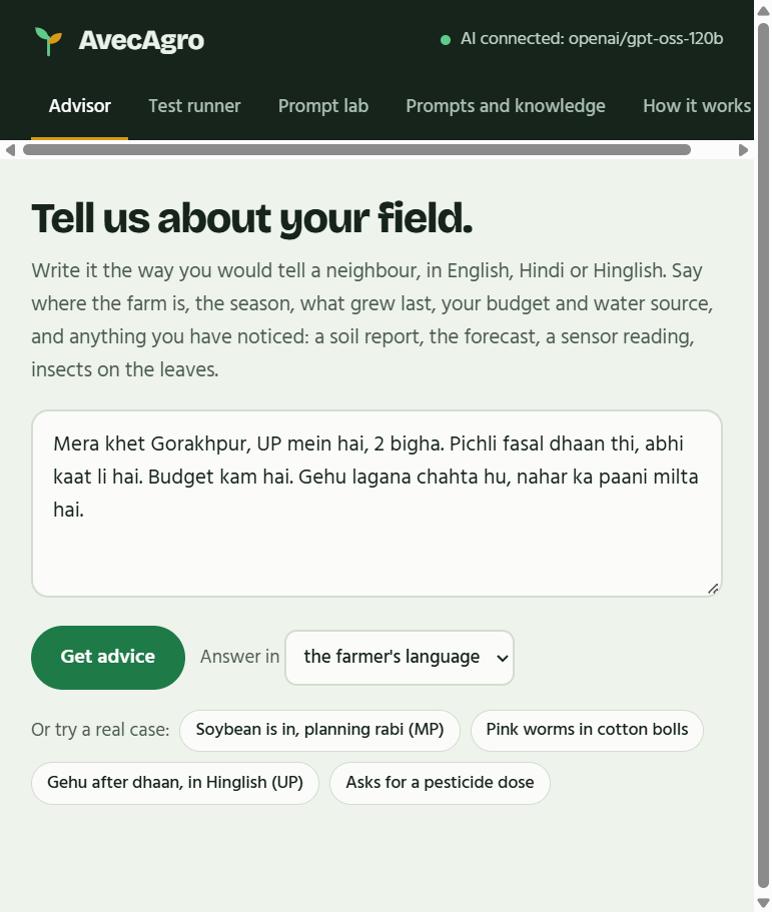 AvecAgro
AI connected: openai/gpt-oss-120b
Advisor
Test runner
Prompt lab
Prompts and knowledge
How it works
Tell us about your field.
Write it the way you would tell a neighbour, in English, Hindi or Hinglish. Say
where the farm is, the season, what grew last, your budget and water source,
and anything you have noticed: a soil report, the forecast, a sensor reading,
insects on the leaves.
Mera khet Gorakhpur, UP mein hai, 2 bigha. Pichli fasal dhaan thi, abhi
kaat li hai. Budget kam hai. Gehu lagana chahta hu, nahar ka paani milta
hai.
Get advice
Answer in
the farmer's language
Or try a real case:
Soybean is in, planning rabi (MP)
Pink worms in cotton bolls
Gehu after dhaan, in Hinglish (UP)
Asks for a pesticide dose